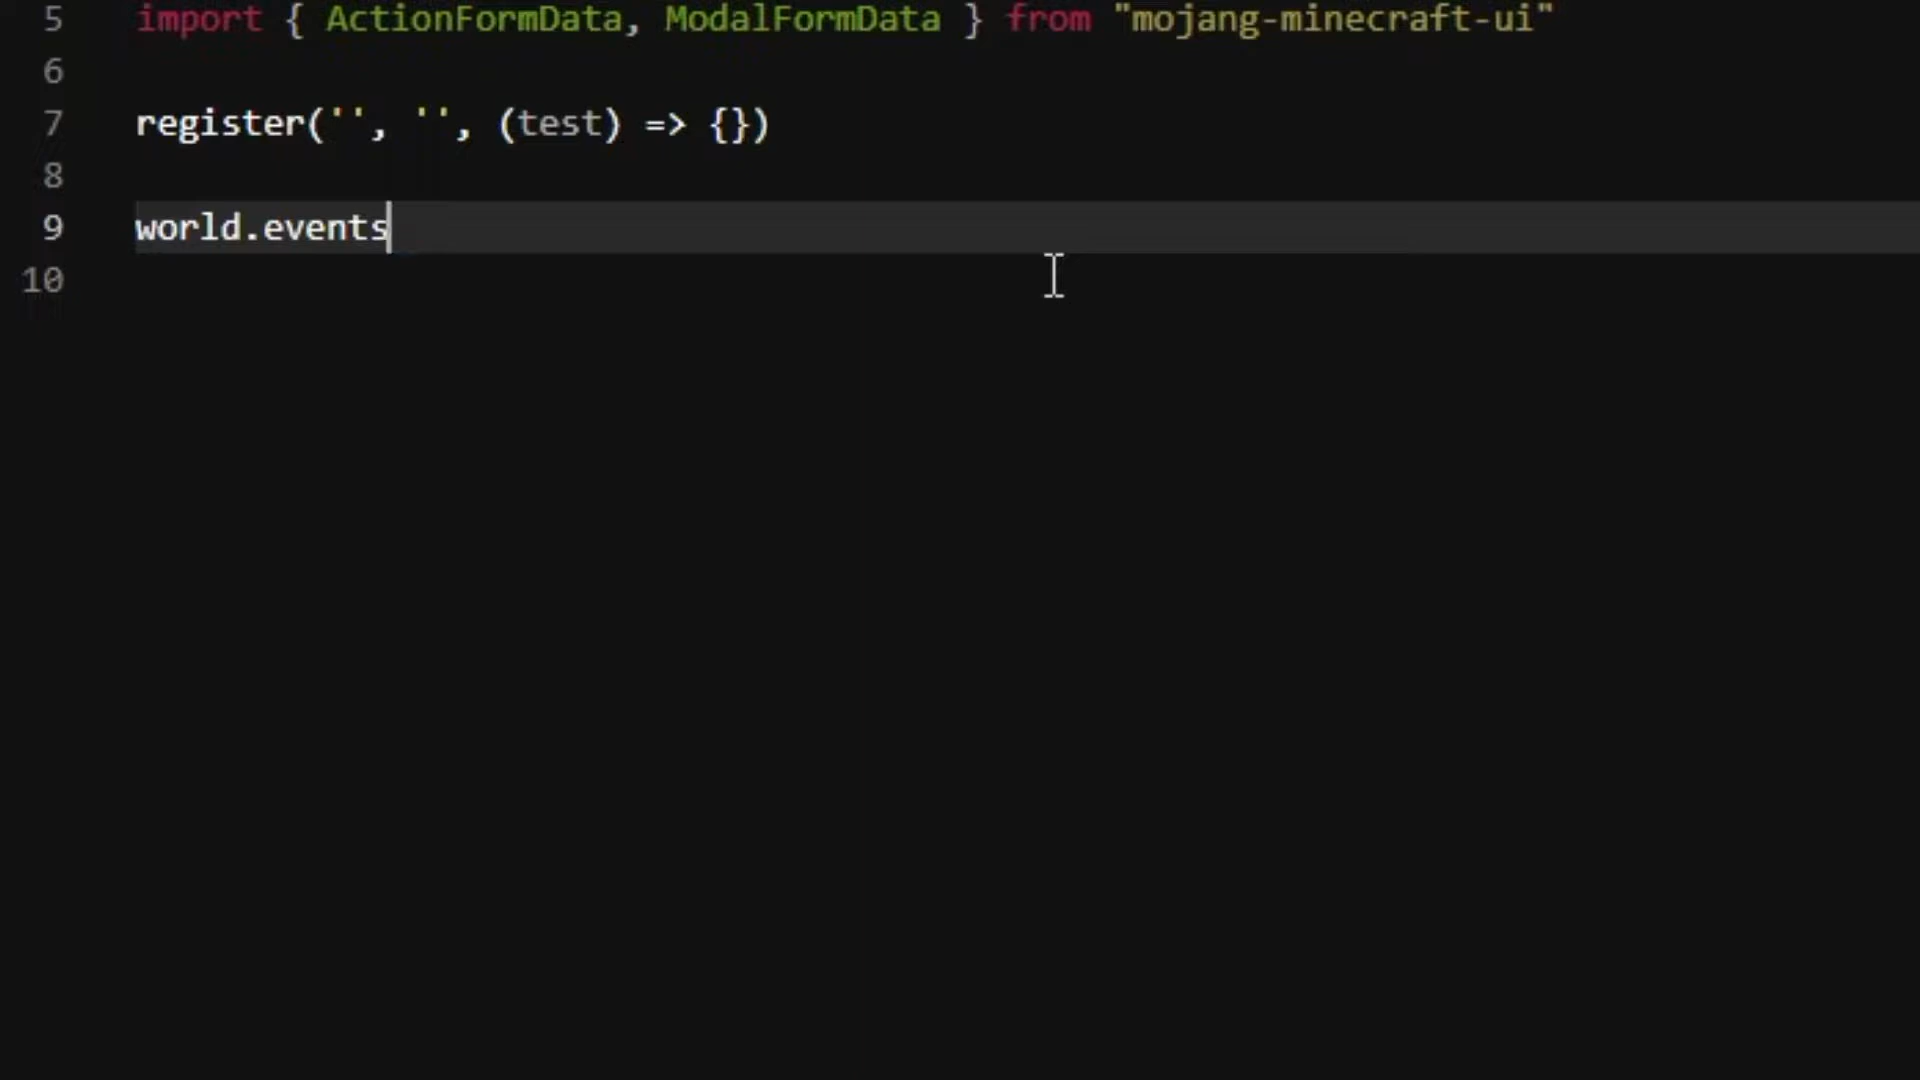 5 import { ActionFormData, ModalFormData } from "mojang-minecraft-ui"
6
7 register('', '', (test) => {})
8
9 world.events
10